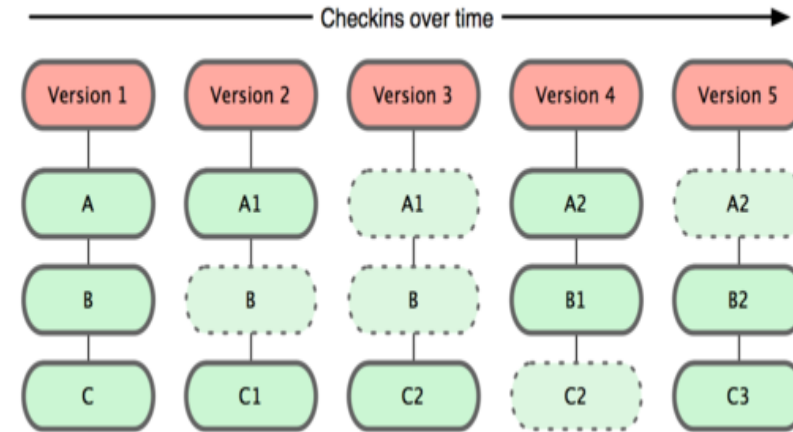 Checkins over time
Version 1 Version 2 Version 3 Version 4 Version 5
A A1 A1 A2 A2
B B B B1 B2
C C1 C2 C2 C3